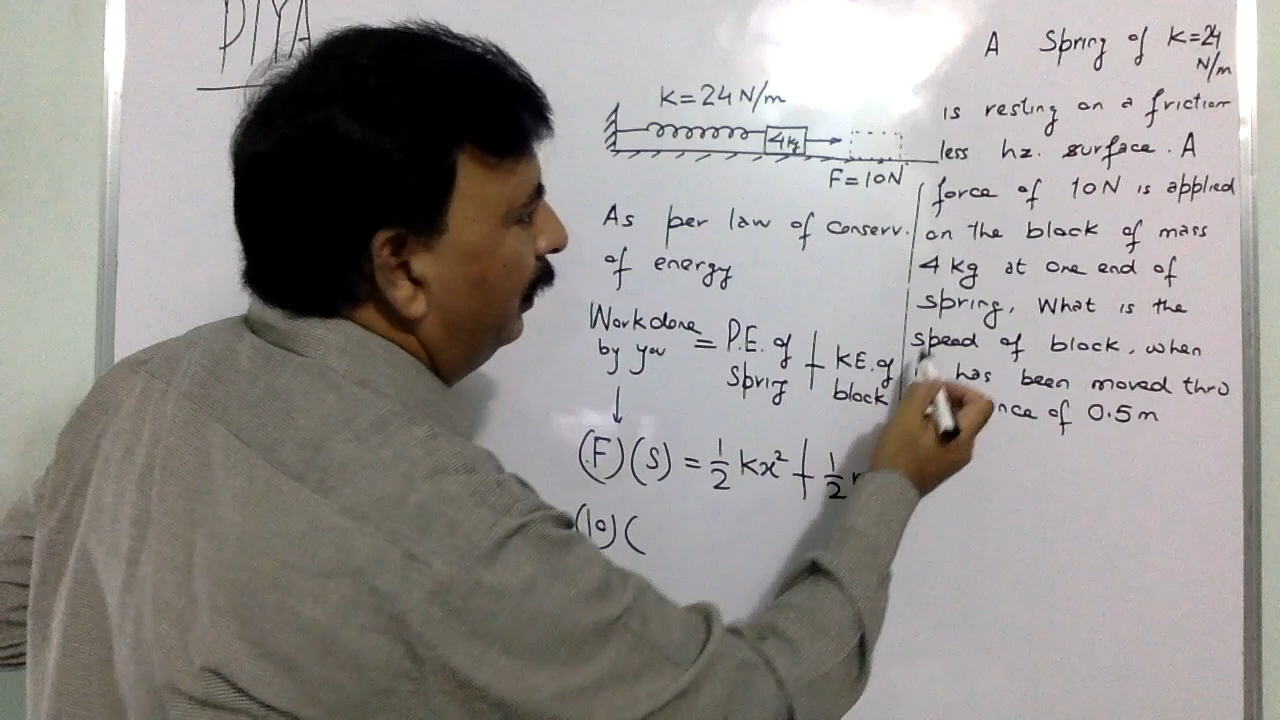 PIYA
K=24 N/m
4kg
F=10N
As per law of conserv.
of energy
Workdone = P.E. of + KE. of
by you spring block
(F)(S) = 1/2 Kx² + 1/2
(10)(
A Spring of K=24
N/m
is resting on a friction
less hz. surface. A
force of 10N is applied
on the block of mass
4 kg at one end of
spring, What is the
speed of block, when
has been moved thro
of 0.5m